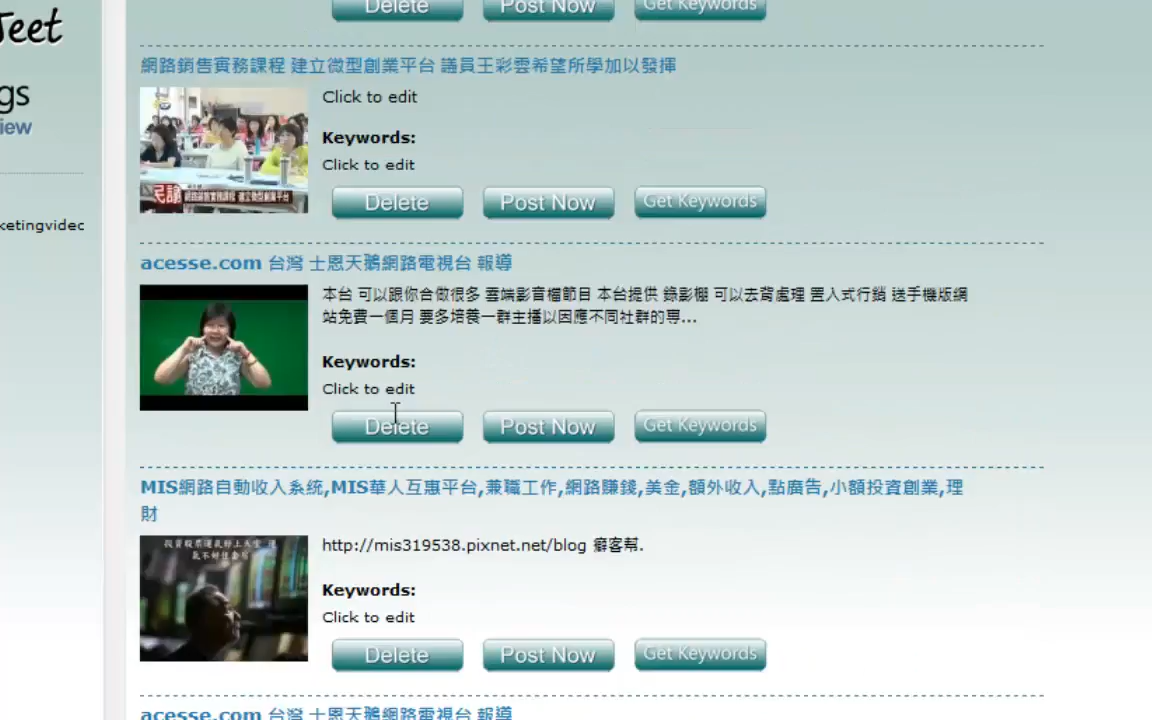 Teet
Delete
Post Now
Get Keywords
gs
iew
ketingvidec
網路銷售實務課程 建立微型創業平台 議員王彩雲希望所學加以發揮
Click to edit
Keywords:
Click to edit
Delete
Post Now
Get Keywords
acesse.com 台灣 士恩天鵝網路電視台 報導
本台 可以跟你合做很多 雲端影音檔節目 本台提供 錄影棚 可以去背處理 置入式行銷 送手機版網
站免費一個月 要多培養一群主播以因應不同社群的專...
Keywords:
Click to edit
Delete
Post Now
Get Keywords
MIS網路自動收入系統,MIS華人互惠平台,兼職工作,網路賺錢,美金,額外收入,點廣告,小額投資創業,理
財
http://mis319538.pixnet.net/blog 癖客幫.
Keywords:
Click to edit
Delete
Post Now
Get Keywords
acesse.com 台灣 士恩天鵝網路電視台 報導